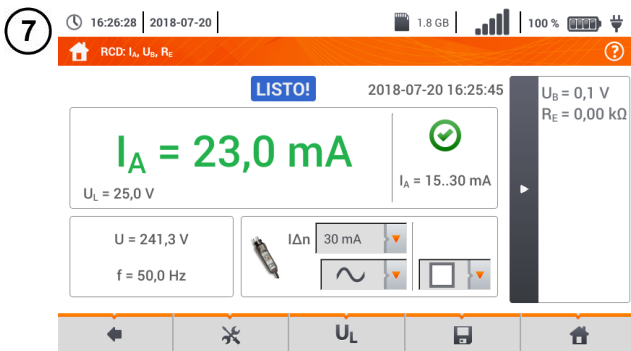 7
16:26:28 2018-07-20 1.8 GB 100 %
RCD: IA, UB, RE ?
LISTO! 2018-07-20 16:25:45
UB = 0,1 V
RE = 0,00 kΩ
IA = 23,0 mA
IA = 15..30 mA
UL = 25,0 V
U = 241,3 V
f = 50,0 Hz
IΔn 30 mA
UL